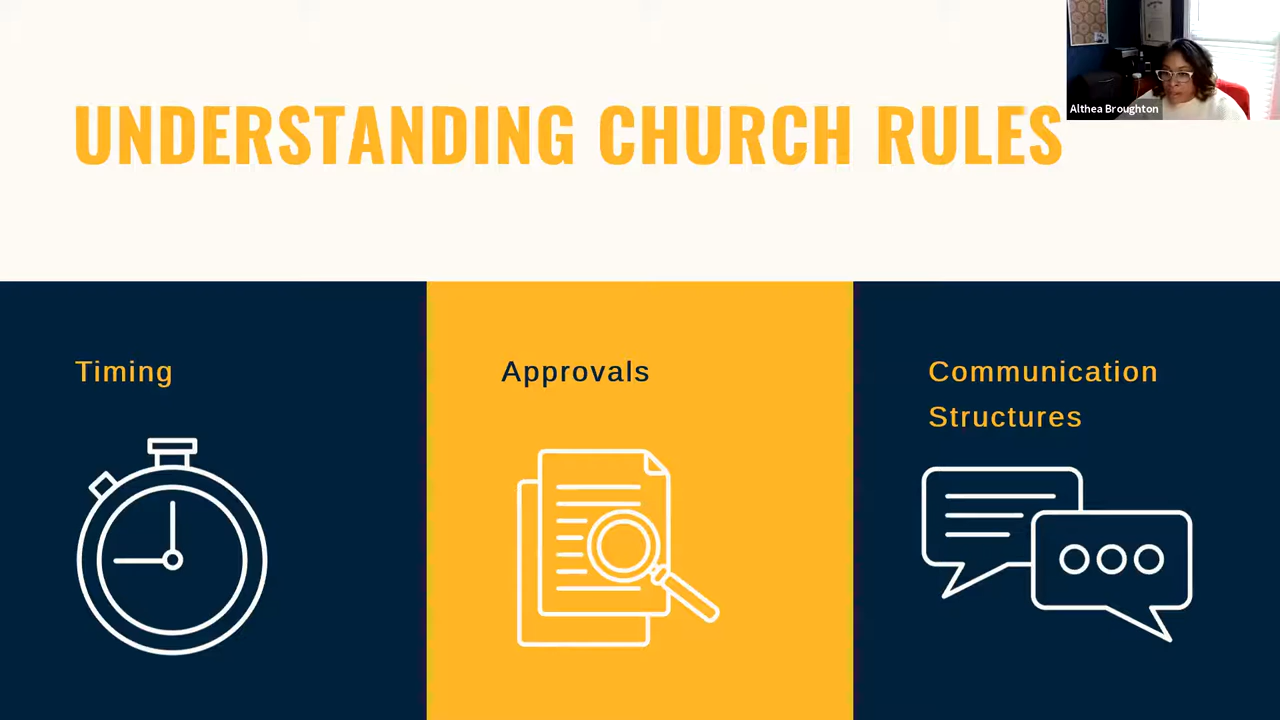 UNDERSTANDING CHURCH RULES
Althea Broughton
Timing
Approvals
Communication
Structures